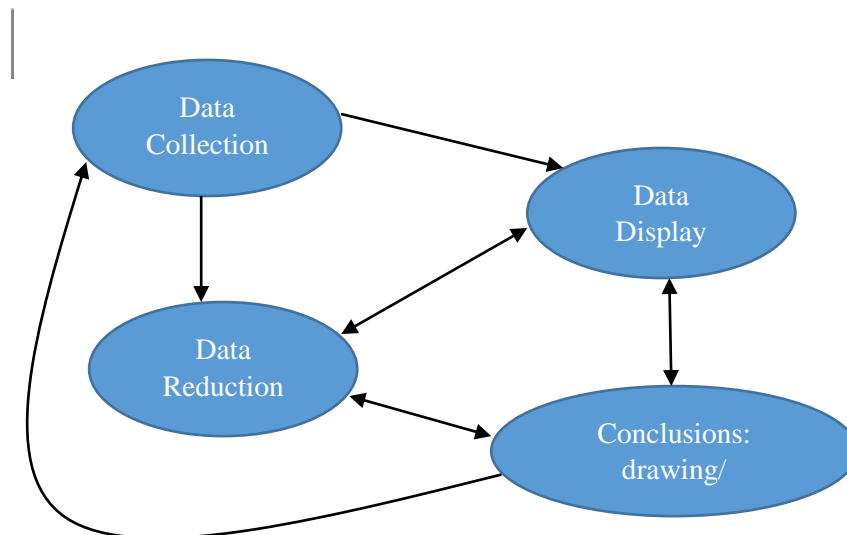 Data
Collection
Data
Display
Data
Reduction
Conclusions:
drawing/